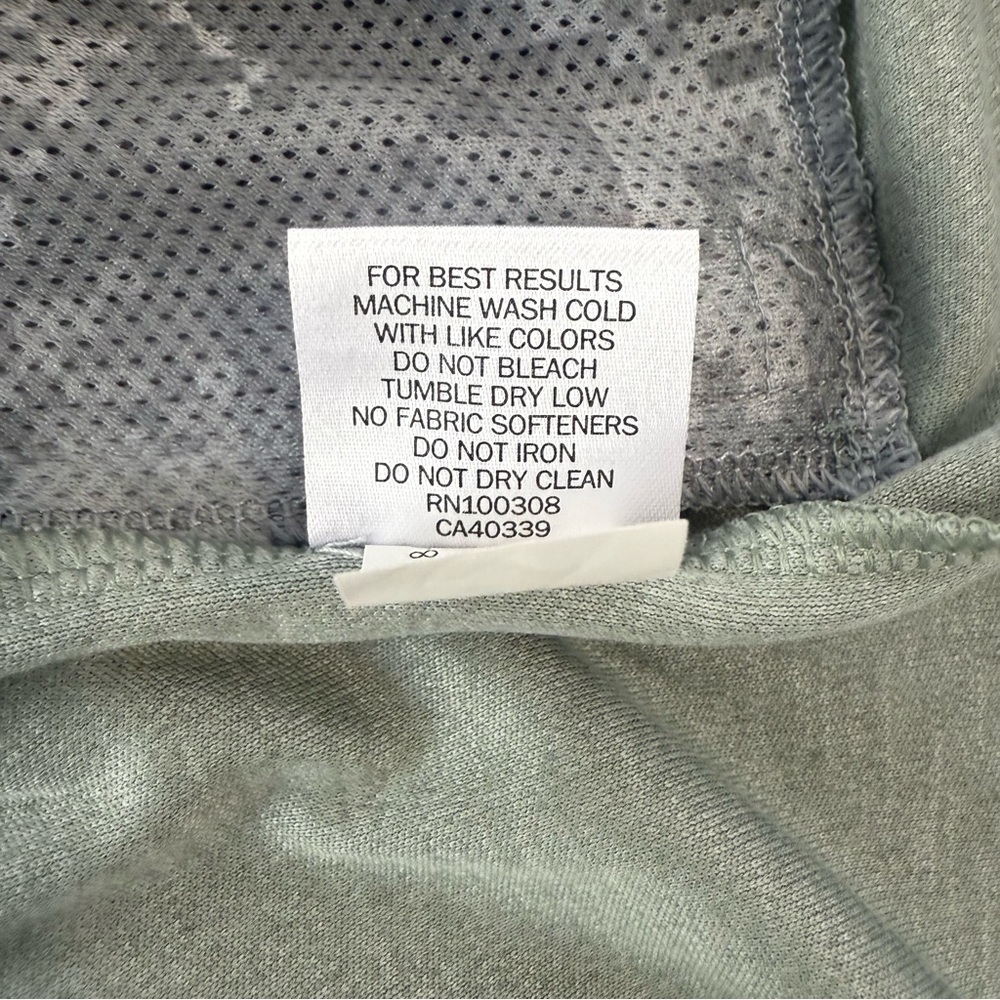 FOR BEST RESULTS
MACHINE WASH COLD
WITH LIKE COLORS
DO NOT BLEACH
TUMBLE DRY LOW
NO FABRIC SOFTENERS
DO NOT IRON
DO NOT DRY CLEAN
RN100308
CA40339
8